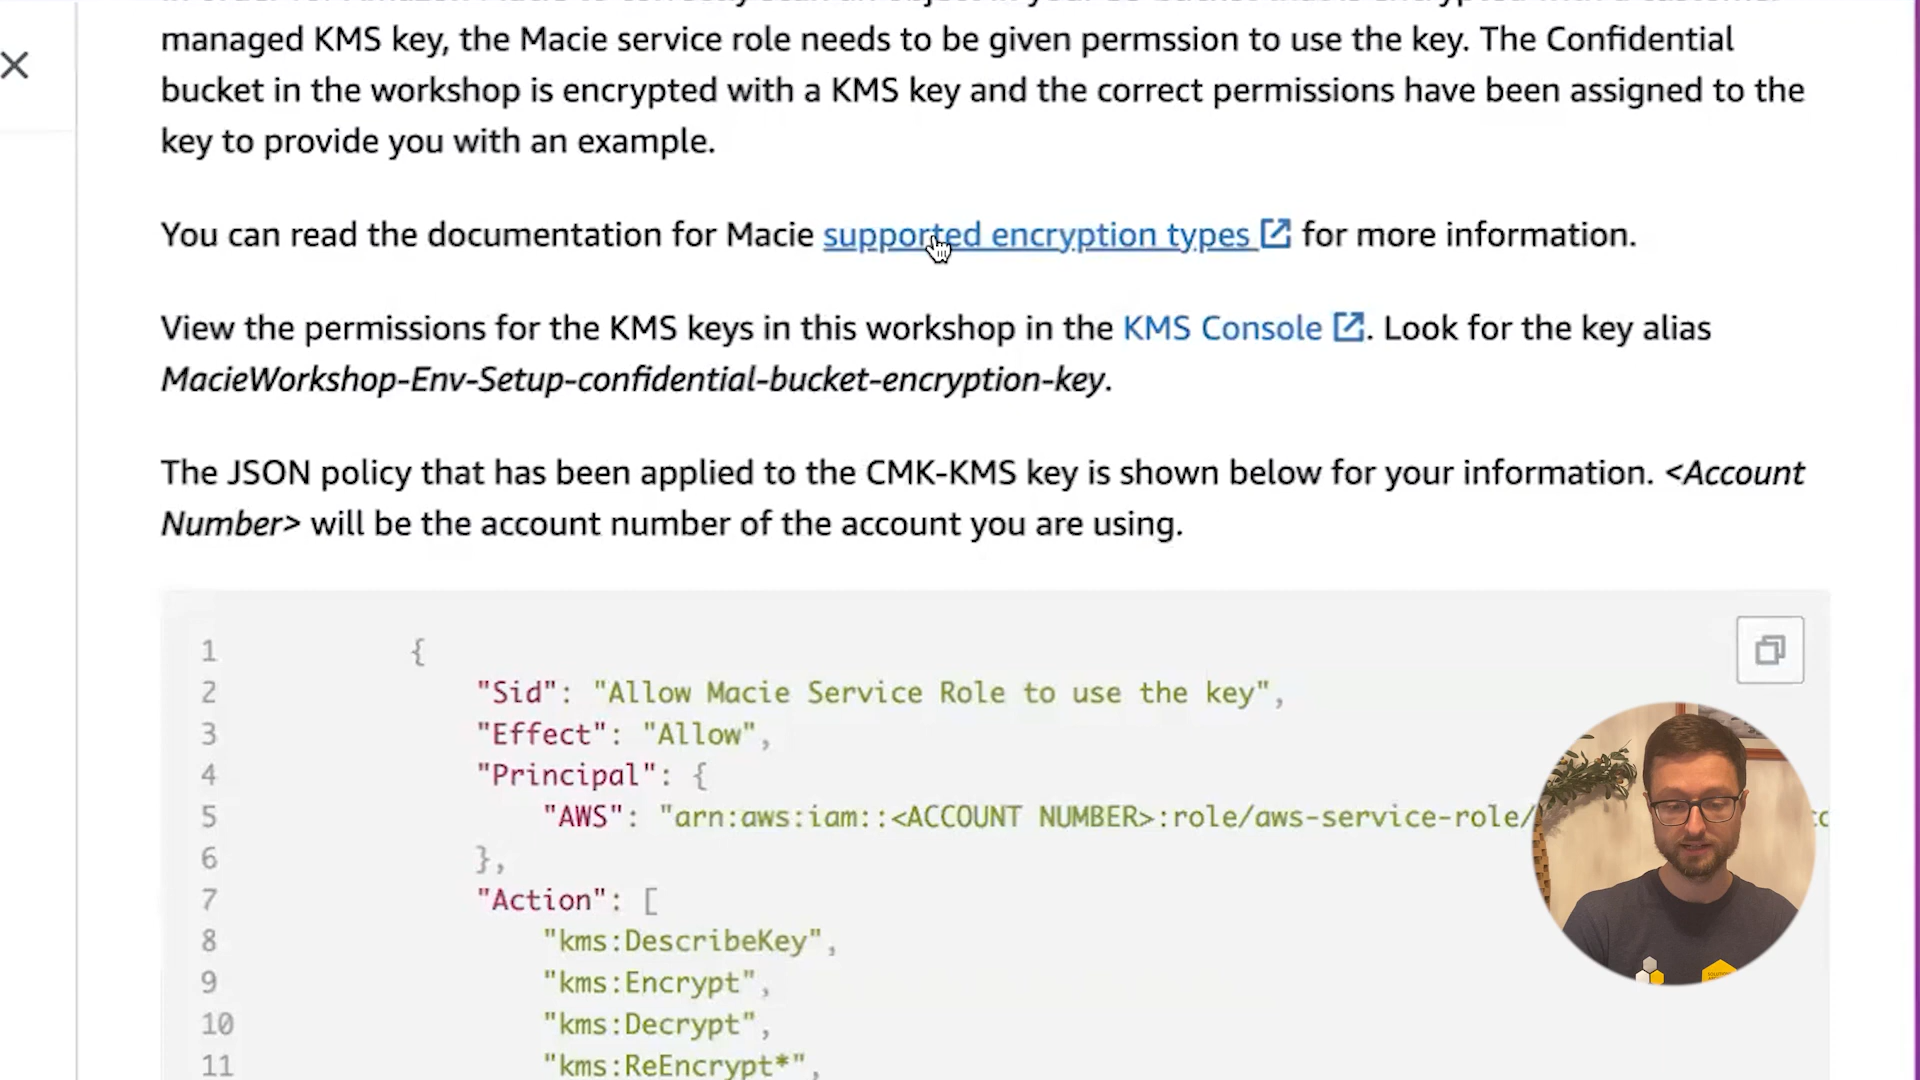 managed KMS key, the Macie service role needs to be given permssion to use the key. The Confidential
bucket in the workshop is encrypted with a KMS key and the correct permissions have been assigned to the
key to provide you with an example.
You can read the documentation for Macie supported encryption types for more information.
View the permissions for the KMS keys in this workshop in the KMS Console. Look for the key alias
MacieWorkshop-Env-Setup-confidential-bucket-encryption-key.
The JSON policy that has been applied to the CMK-KMS key is shown below for your information. <Account
Number> will be the account number of the account you are using.
1 {
2 "Sid": "Allow Macie Service Role to use the key",
3 "Effect": "Allow",
4 "Principal": {
5 "AWS": "arn:aws:iam::<ACCOUNT NUMBER>:role/aws-service-role/
6 },
7 "Action": [
8 "kms:DescribeKey",
9 "kms:Encrypt",
10 "kms:Decrypt",
11 "kms:ReEncrypt*",